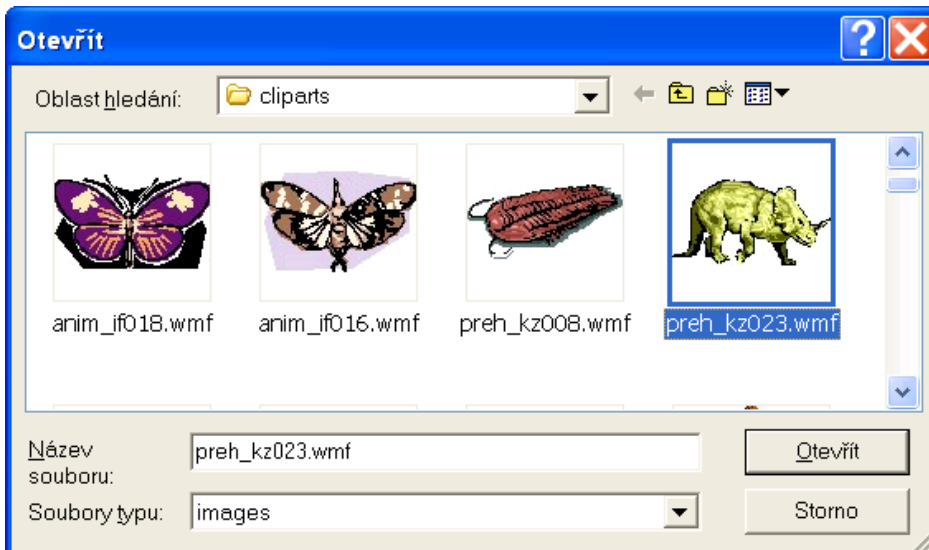 Otevřít
Oblast hledání: cliparts
anim_if018.wmf anim_if016.wmf preh_kz008.wmf preh_kz023.wmf
Název souboru: preh_kz023.wmf Otevřít
Soubory typu: images Storno